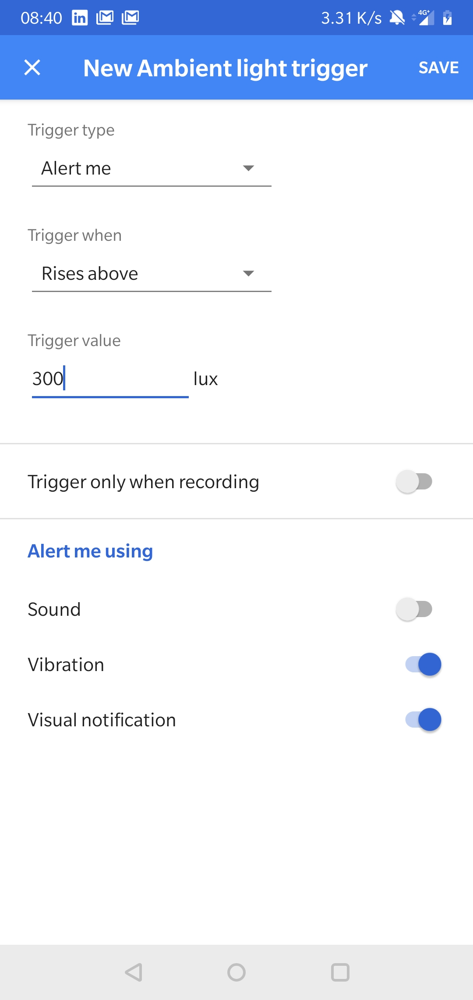 08:40 in 3.31 K/s 4G+
New Ambient light trigger SAVE
Trigger type
Alert me
Trigger when
Rises above
Trigger value
300 lux
Trigger only when recording
Alert me using
Sound
Vibration
Visual notification